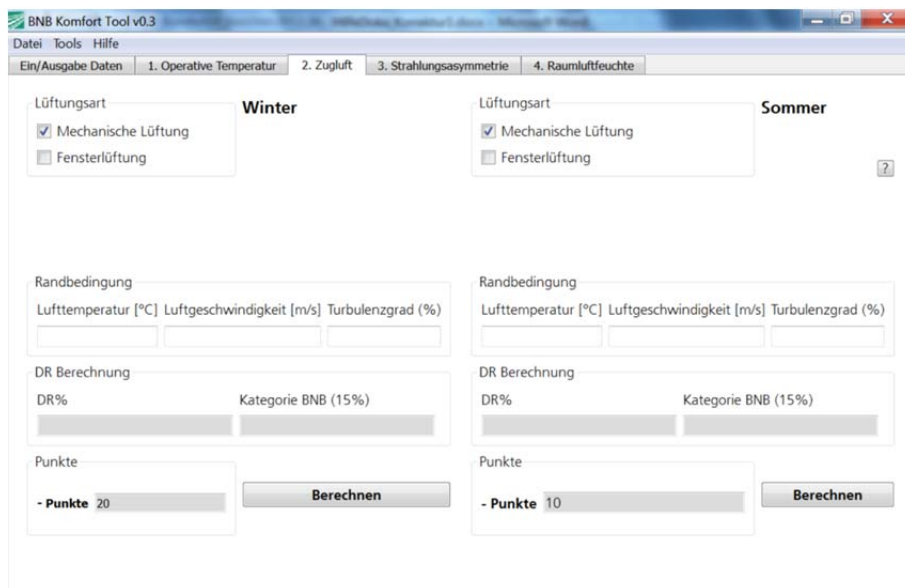 BNB Komfort Tool v0.3
Datei Tools Hilfe
Ein/Ausgabe Daten 1. Operative Temperatur 2. Zugluft 3. Strahlungsasymmetrie 4. Raumluftfeuchte
Lüftungsart Winter Lüftungsart Sommer
Mechanische Lüftung Mechanische Lüftung
Fensterlüftung Fensterlüftung
?
Randbedingung Randbedingung
Lufttemperatur [°C] Luftgeschwindigkeit [m/s] Turbulenzgrad (%) Lufttemperatur [°C] Luftgeschwindigkeit [m/s] Turbulenzgrad (%)
DR Berechnung DR Berechnung
DR% Kategorie BNB (15%) DR% Kategorie BNB (15%)
Punkte Punkte
- Punkte 20 Berechnen - Punkte 10 Berechnen